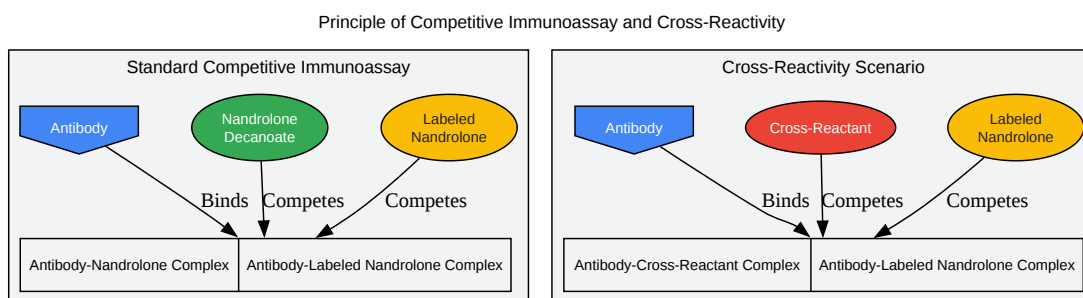 Principle of Competitive Immunoassay and Cross-Reactivity
Standard Competitive Immunoassay
Antibody
Nandrolone
Decanoate
Labeled
Nandrolone
Binds
Competes
Competes
Antibody-Nandrolone Complex
Antibody-Labeled Nandrolone Complex
Cross-Reactivity Scenario
Antibody
Cross-Reactant
Labeled
Nandrolone
Binds
Competes
Competes
Antibody-Cross-Reactant Complex
Antibody-Labeled Nandrolone Complex